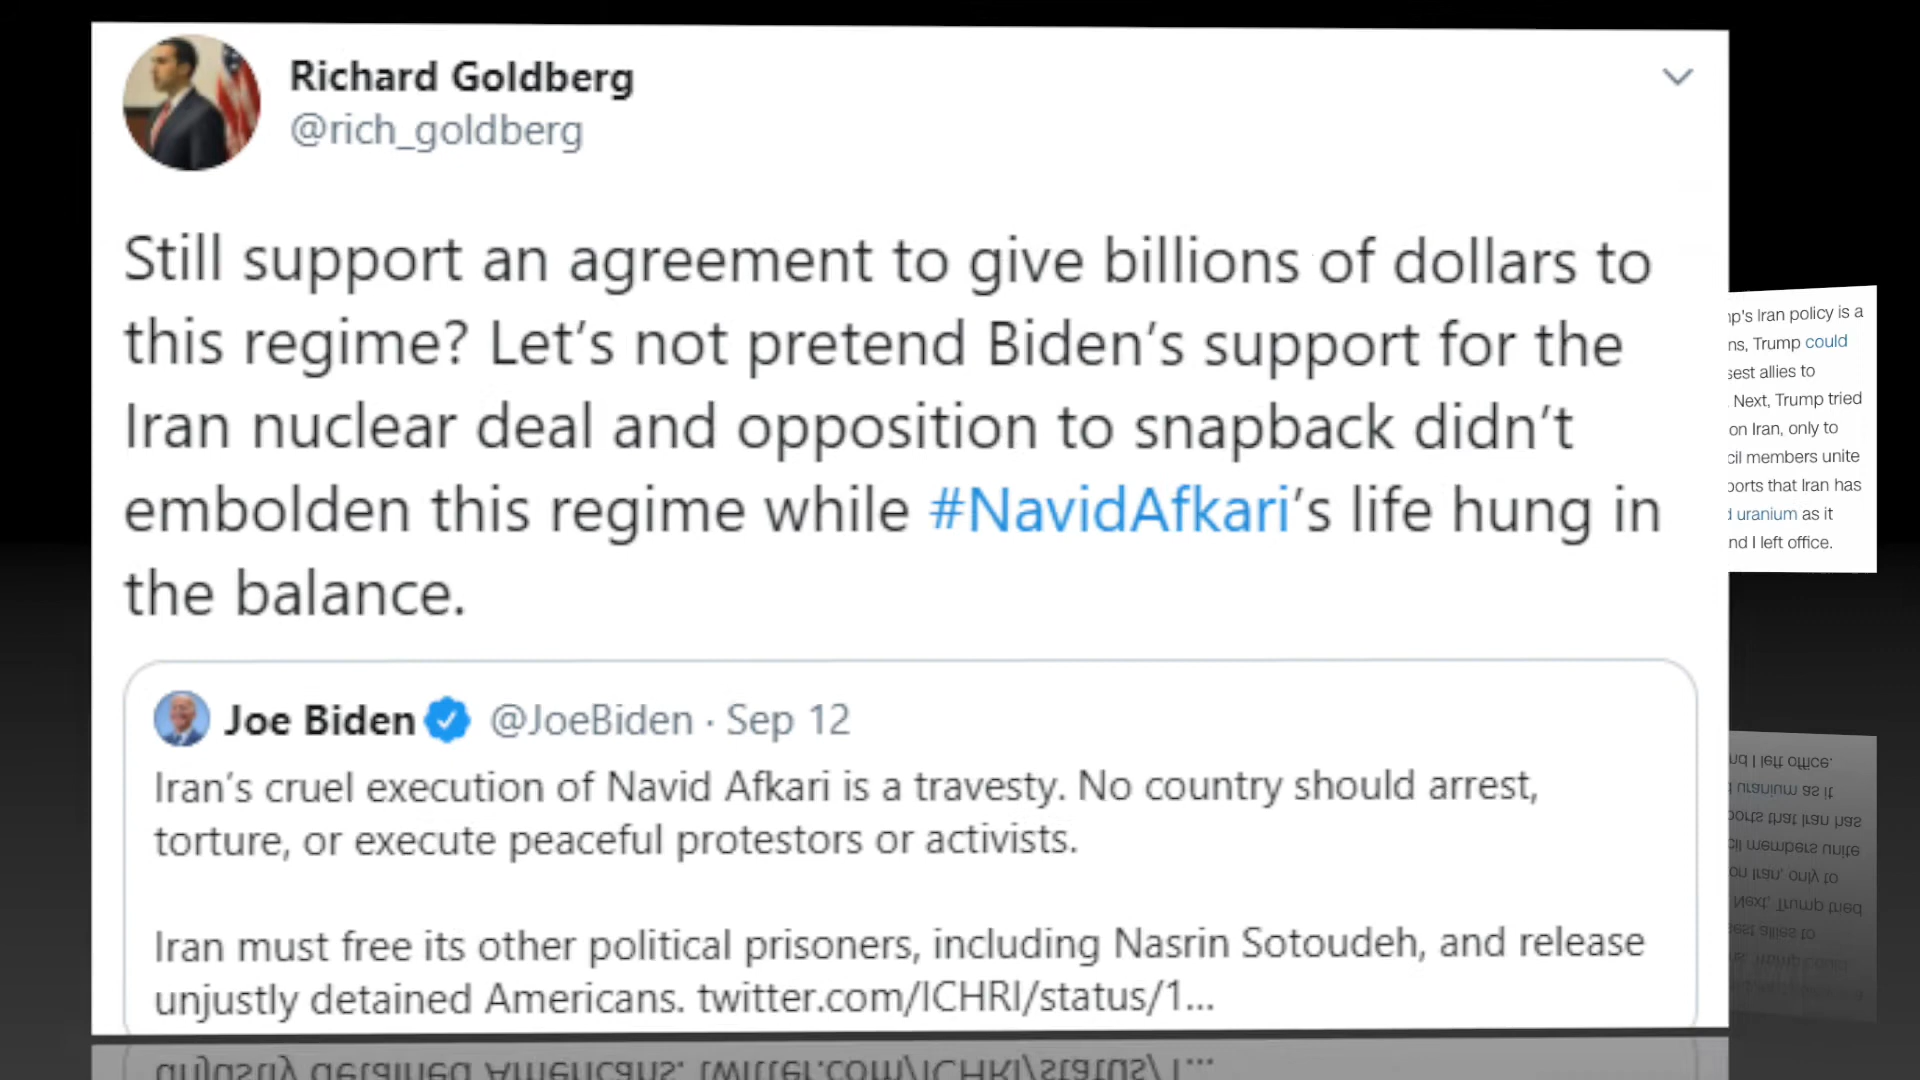 Richard Goldberg
@rich_goldberg
Still support an agreement to give billions of dollars to
this regime? Let's not pretend Biden's support for the
Iran nuclear deal and opposition to snapback didn't
embolden this regime while #NavidAfkari's life hung in
the balance.
Joe Biden @JoeBiden · Sep 12
Iran's cruel execution of Navid Afkari is a travesty. No country should arrest,
torture, or execute peaceful protestors or activists.
Iran must free its other political prisoners, including Nasrin Sotoudeh, and release
unjustly detained Americans. twitter.com/ICHRI/status/1...
Iran policy is a
Trump could
allies to
Next, Trump tried
on Iran, only to
members unite
that Iran has
uranium as it
I left office.